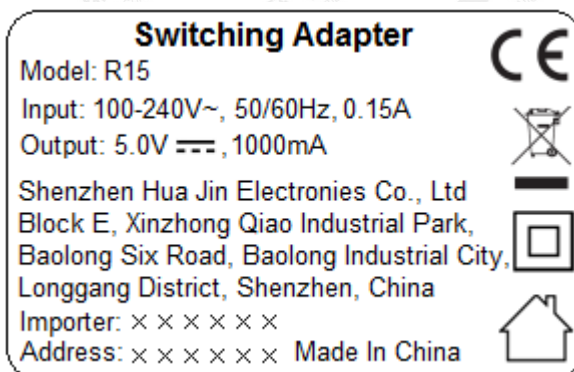 Switching Adapter
Model: R15
Input: 100-240V~, 50/60Hz, 0.15A
Output: 5.0V ⎓, 1000mA
Shenzhen Hua Jin Electronies Co., Ltd
Block E, Xinzhong Qiao Industrial Park,
Baolong Six Road, Baolong Industrial City,
Longgang District, Shenzhen, China
Importer: × × × × × ×
Address: × × × × × × Made In China
CE